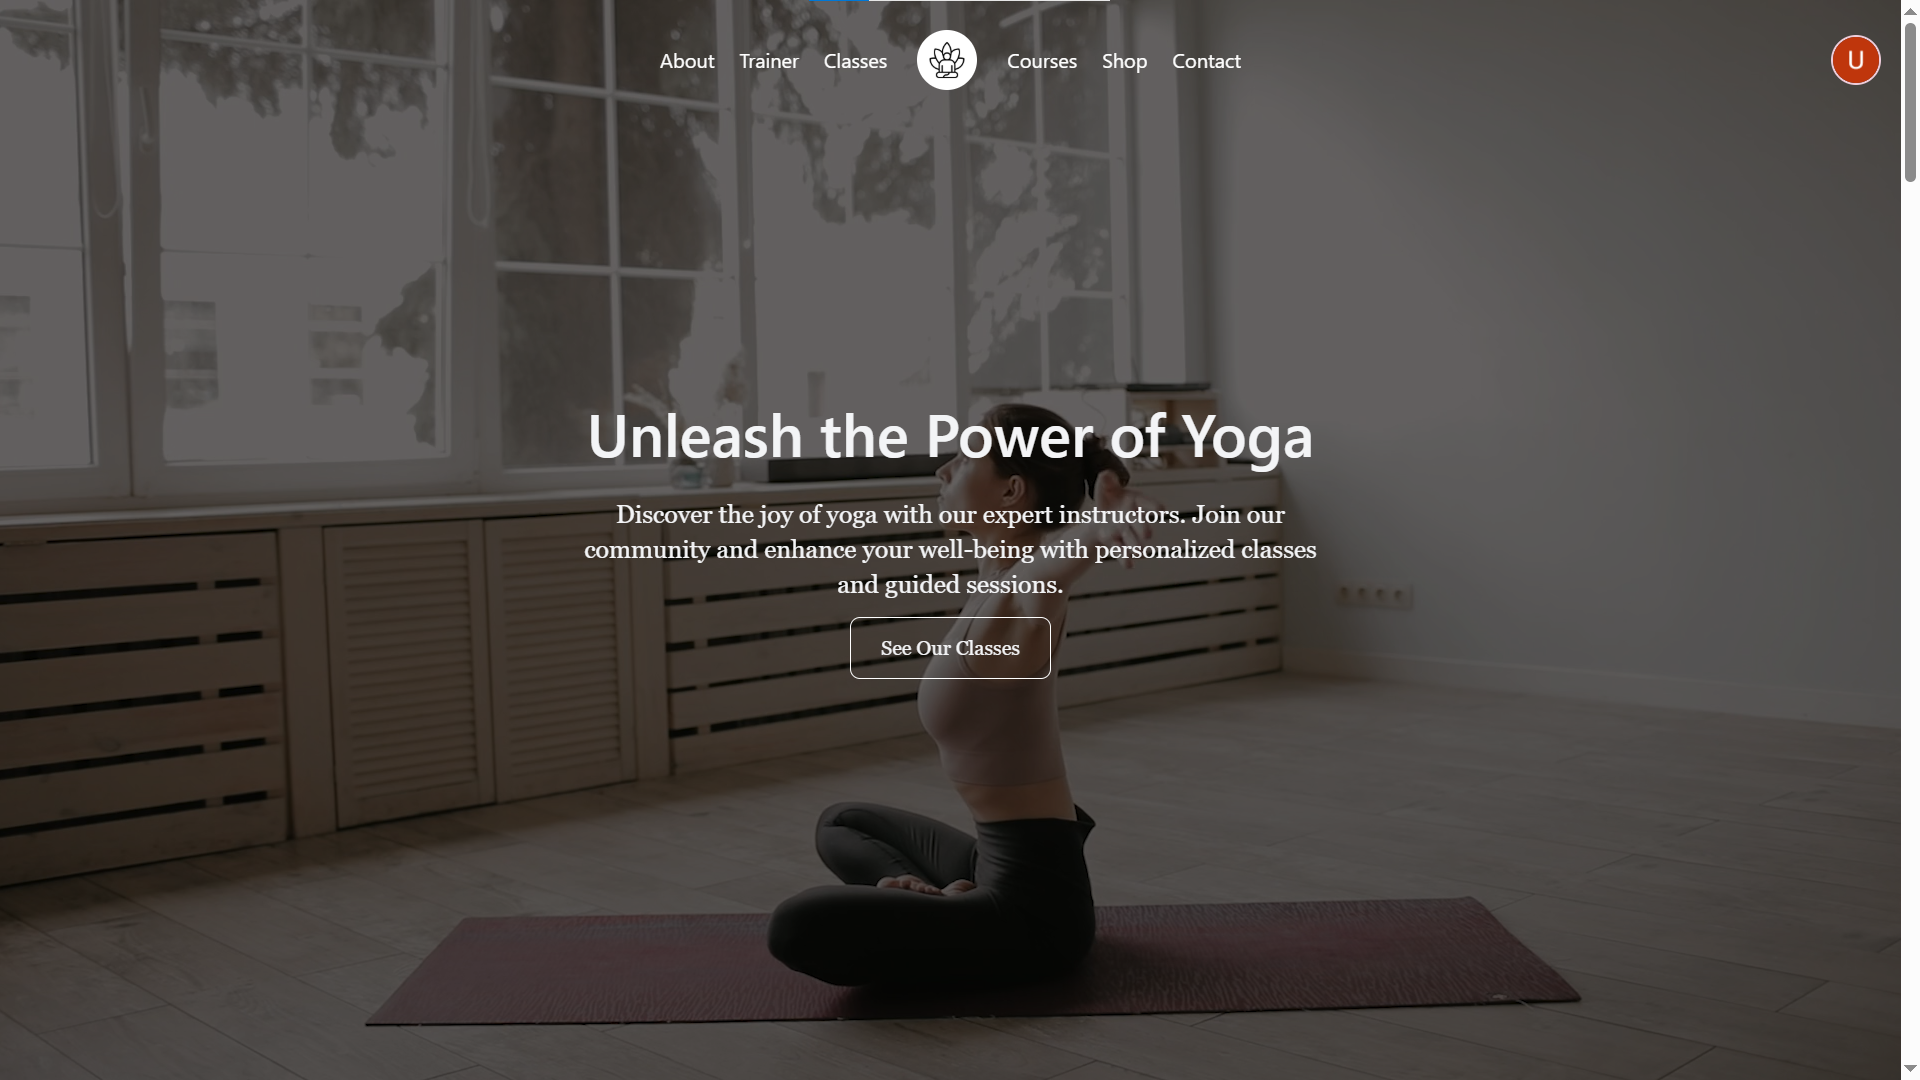 About Trainer Classes Courses Shop Contact
U
Unleash the Power of Yoga
Discover the joy of yoga with our expert instructors. Join our
community and enhance your well-being with personalized classes
and guided sessions.
See Our Classes